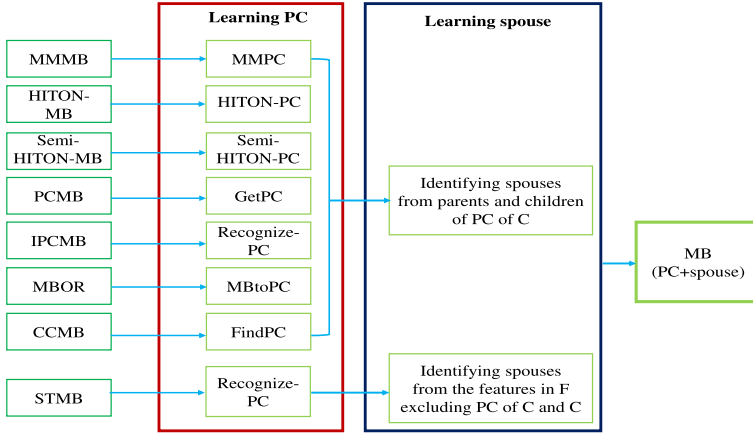 Learning PC
Learning spouse
MMMB
MMPC
HITON-
MB
HITON-PC
Semi-
HITON-MB
Semi-
HITON-PC
PCMB
GetPC
Identifying spouses
from parents and children
of PC of C
IPCMB
Recognize-
PC
MB
(PC+spouse)
MBOR
MBtoPC
CCMB
FindPC
STMB
Recognize-
PC
Identifying spouses
from the features in F
excluding PC of C and C